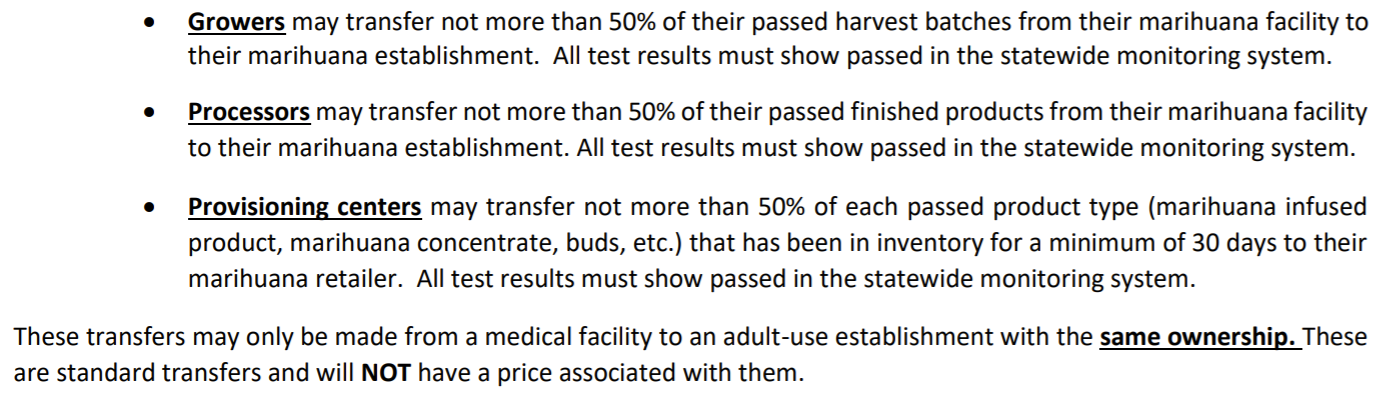 • Growers may transfer not more than 50% of their passed harvest batches from their marihuana facility to
their marihuana establishment.  All test results must show passed in the statewide monitoring system.
• Processors may transfer not more than 50% of their passed finished products from their marihuana facility
to their marihuana establishment. All test results must show passed in the statewide monitoring system.
• Provisioning centers may transfer not more than 50% of each passed product type (marihuana infused
product, marihuana concentrate, buds, etc.) that has been in inventory for a minimum of 30 days to their
marihuana retailer.  All test results must show passed in the statewide monitoring system.
These transfers may only be made from a medical facility to an adult-use establishment with the same ownership. These
are standard transfers and will NOT have a price associated with them.